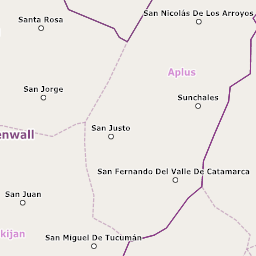 Santa Rosa
San Nicolás De Los Arroyos
Aplus
San Jorge
Sunchales
San Justo
enwall
San Fernando Del Valle De Catamarca
San Juan
kijan
San Miguel De Tucumán